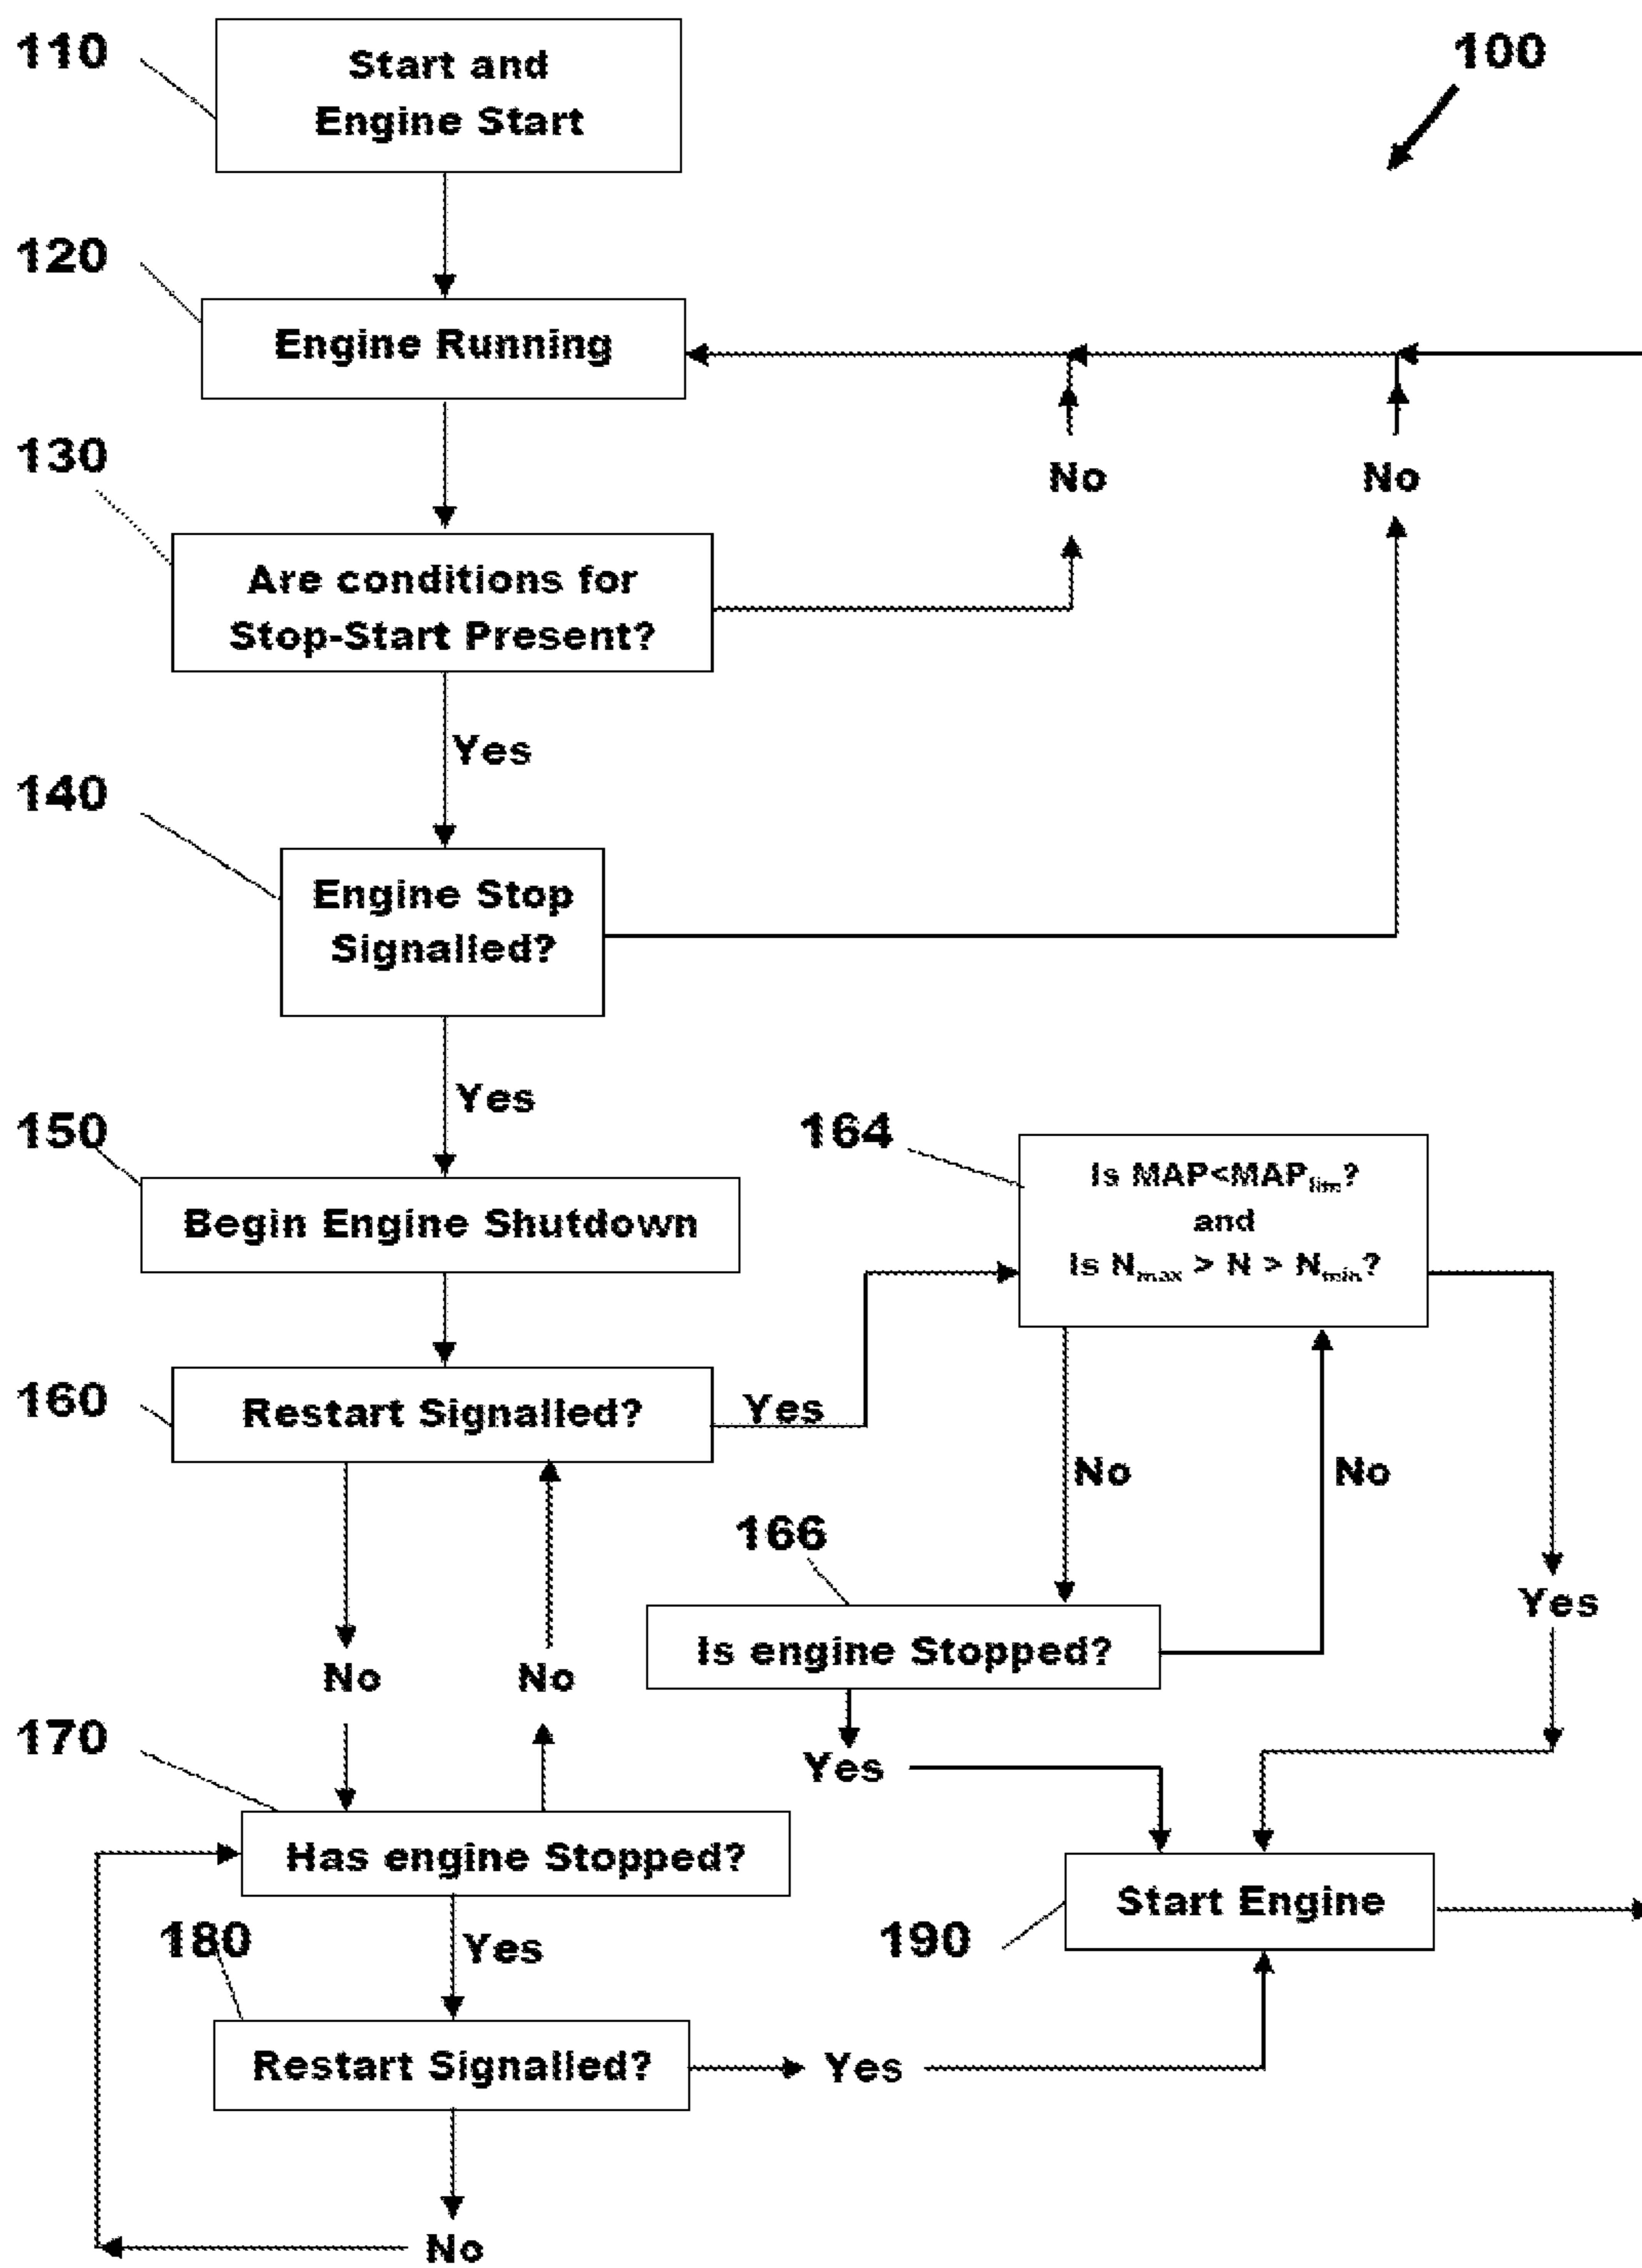 110
Start and
Engine Start
100
120
Engine Running
130
No
No
Are conditions for
Stop-Start Present?
Yes
140
Engine Stop
Signalled?
Yes
150
Begin Engine Shutdown
164
Is MAP<MAPlim?
and
Is Nmax > N > Nmin?
160
Restart Signalled?
Yes
No
No
166
Is engine Stopped?
Yes
No
No
Yes
170
Has engine Stopped?
Yes
180
190
Start Engine
Restart Signalled?
Yes
No